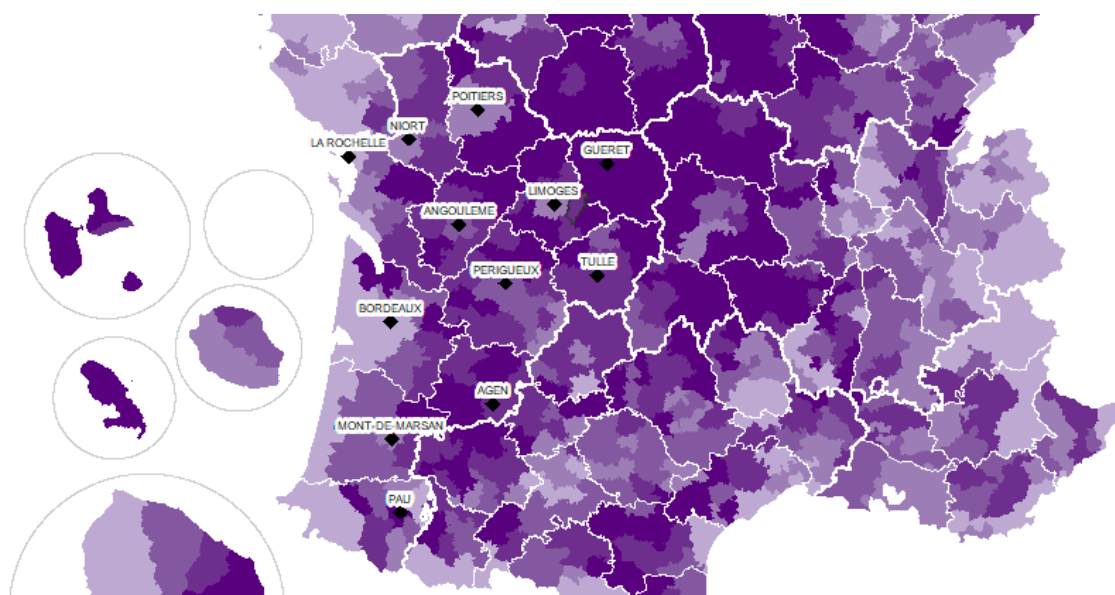 POITIERS
NIORT
LA ROCHELLE
GUERET
LIMOGES
ANGOULEME
TULLE
PERIGUEUX
BORDEAUX
AGEN
MONT-DE-MARSAN
PAU